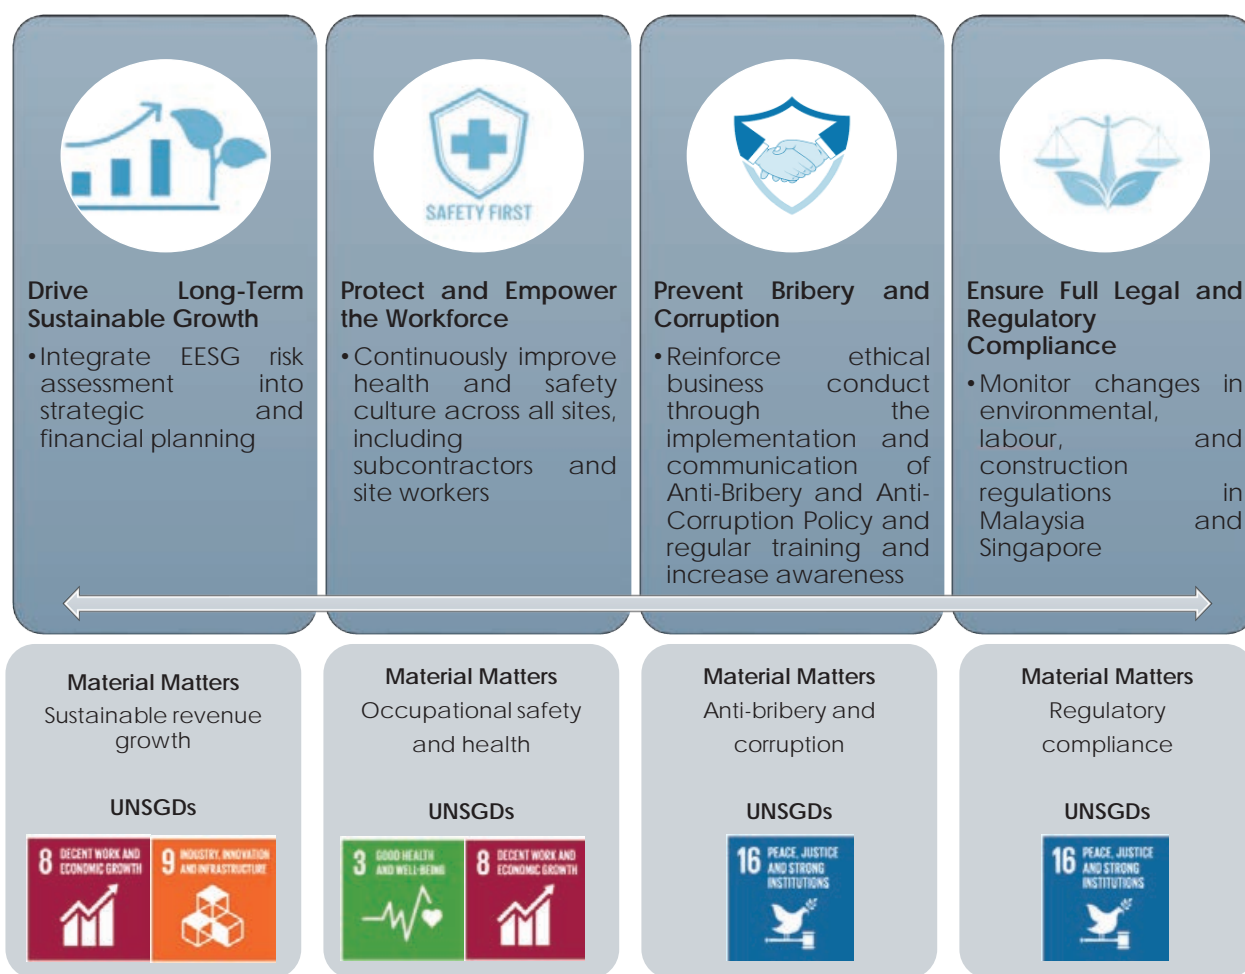 SAFETY FIRST
Drive Long-Term
Sustainable Growth
• Integrate EESG risk
assessment into
strategic and
financial planning
Protect and Empower
the Workforce
• Continuously improve
health and safety
culture across all sites,
including
subcontractors and
site workers
Prevent Bribery and
Corruption
• Reinforce ethical
business conduct
through the
implementation and
communication of
Anti-Bribery and Anti-
Corruption Policy and
regular training and
increase awareness
Ensure Full Legal and
Regulatory
Compliance
• Monitor changes in
environmental,
labour, and
construction
regulations in
Malaysia and
Singapore
Material Matters
Sustainable revenue
growth
UNSGDs
8 DECENT WORK AND
ECONOMIC GROWTH
9 INDUSTRY, INNOVATION
AND INFRASTRUCTURE
Material Matters
Occupational safety
and health
UNSGDs
3 GOOD HEALTH
AND WELL-BEING
8 DECENT WORK AND
ECONOMIC GROWTH
Material Matters
Anti-bribery and
corruption
UNSGDs
16 PEACE, JUSTICE
AND STRONG
INSTITUTIONS
Material Matters
Regulatory
compliance
UNSGDs
16 PEACE, JUSTICE
AND STRONG
INSTITUTIONS